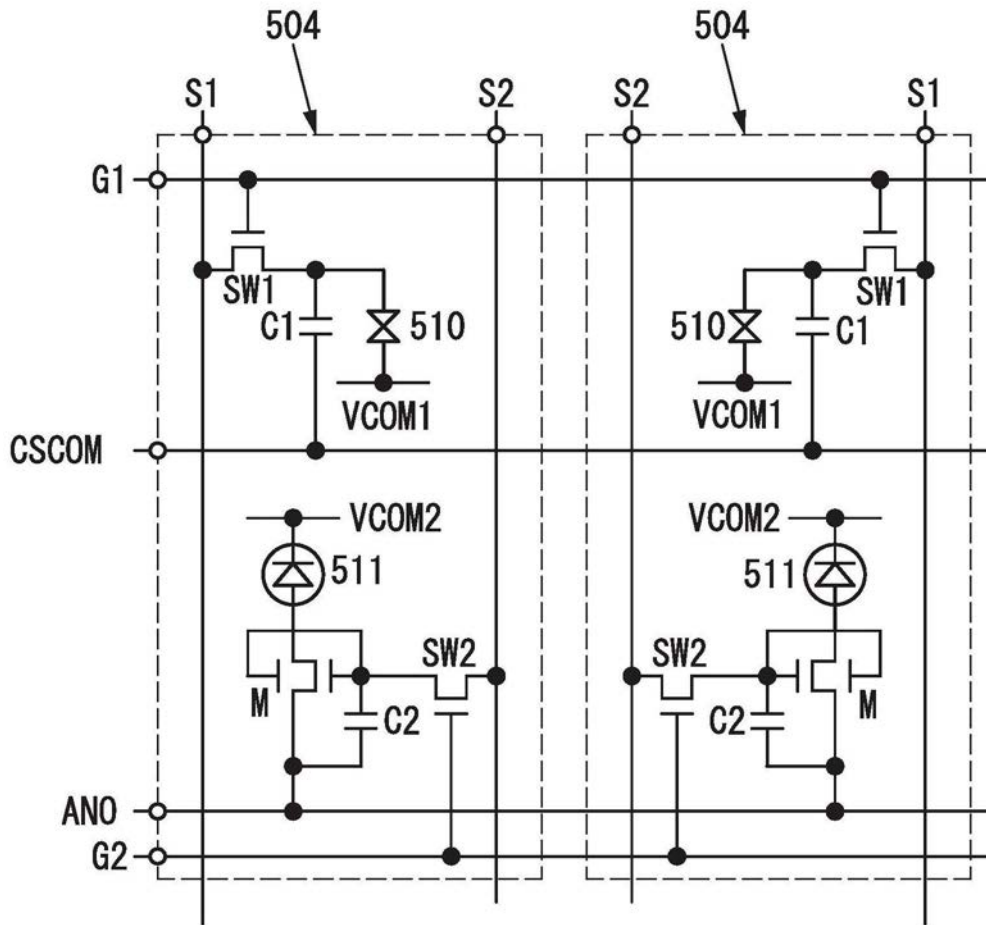 504 504
S1 S2 S2 S1
G1
SW1 SW1
C1 510 510 C1
VCOM1 VCOM1
CSCOM
VCOM2 VCOM2
511 511
SW2 SW2
M C2 C2 M
ANO
G2